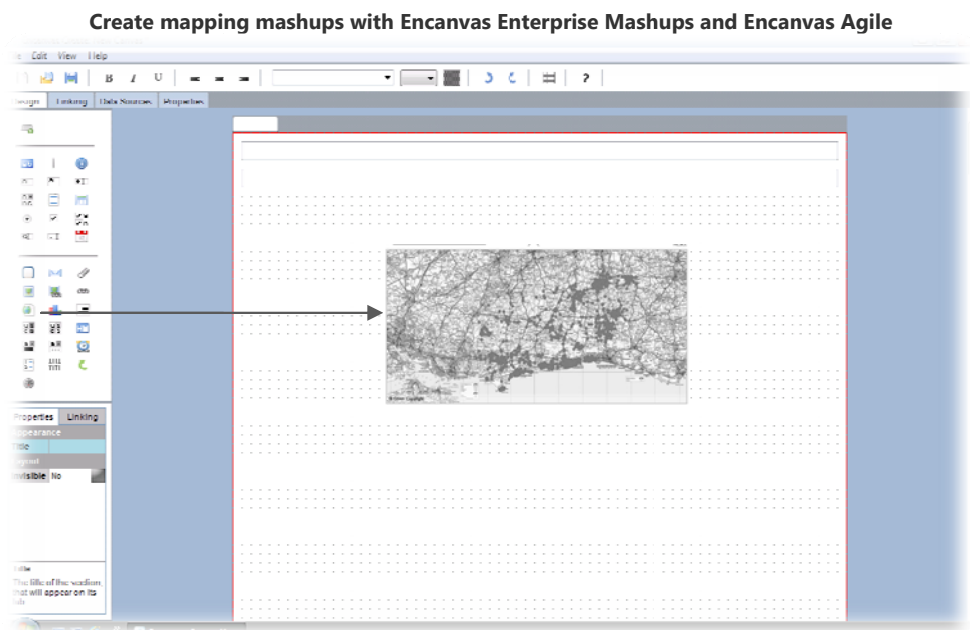 Create mapping mashups with Encanvas Enterprise Mashups and Encanvas Agile
Edit View Help
B I U ?
Linking Data Sources Properties
Properties Linking
Appearance
Title
Layout
Invisible No
Title
The title of the section,
that will appear on its
tab